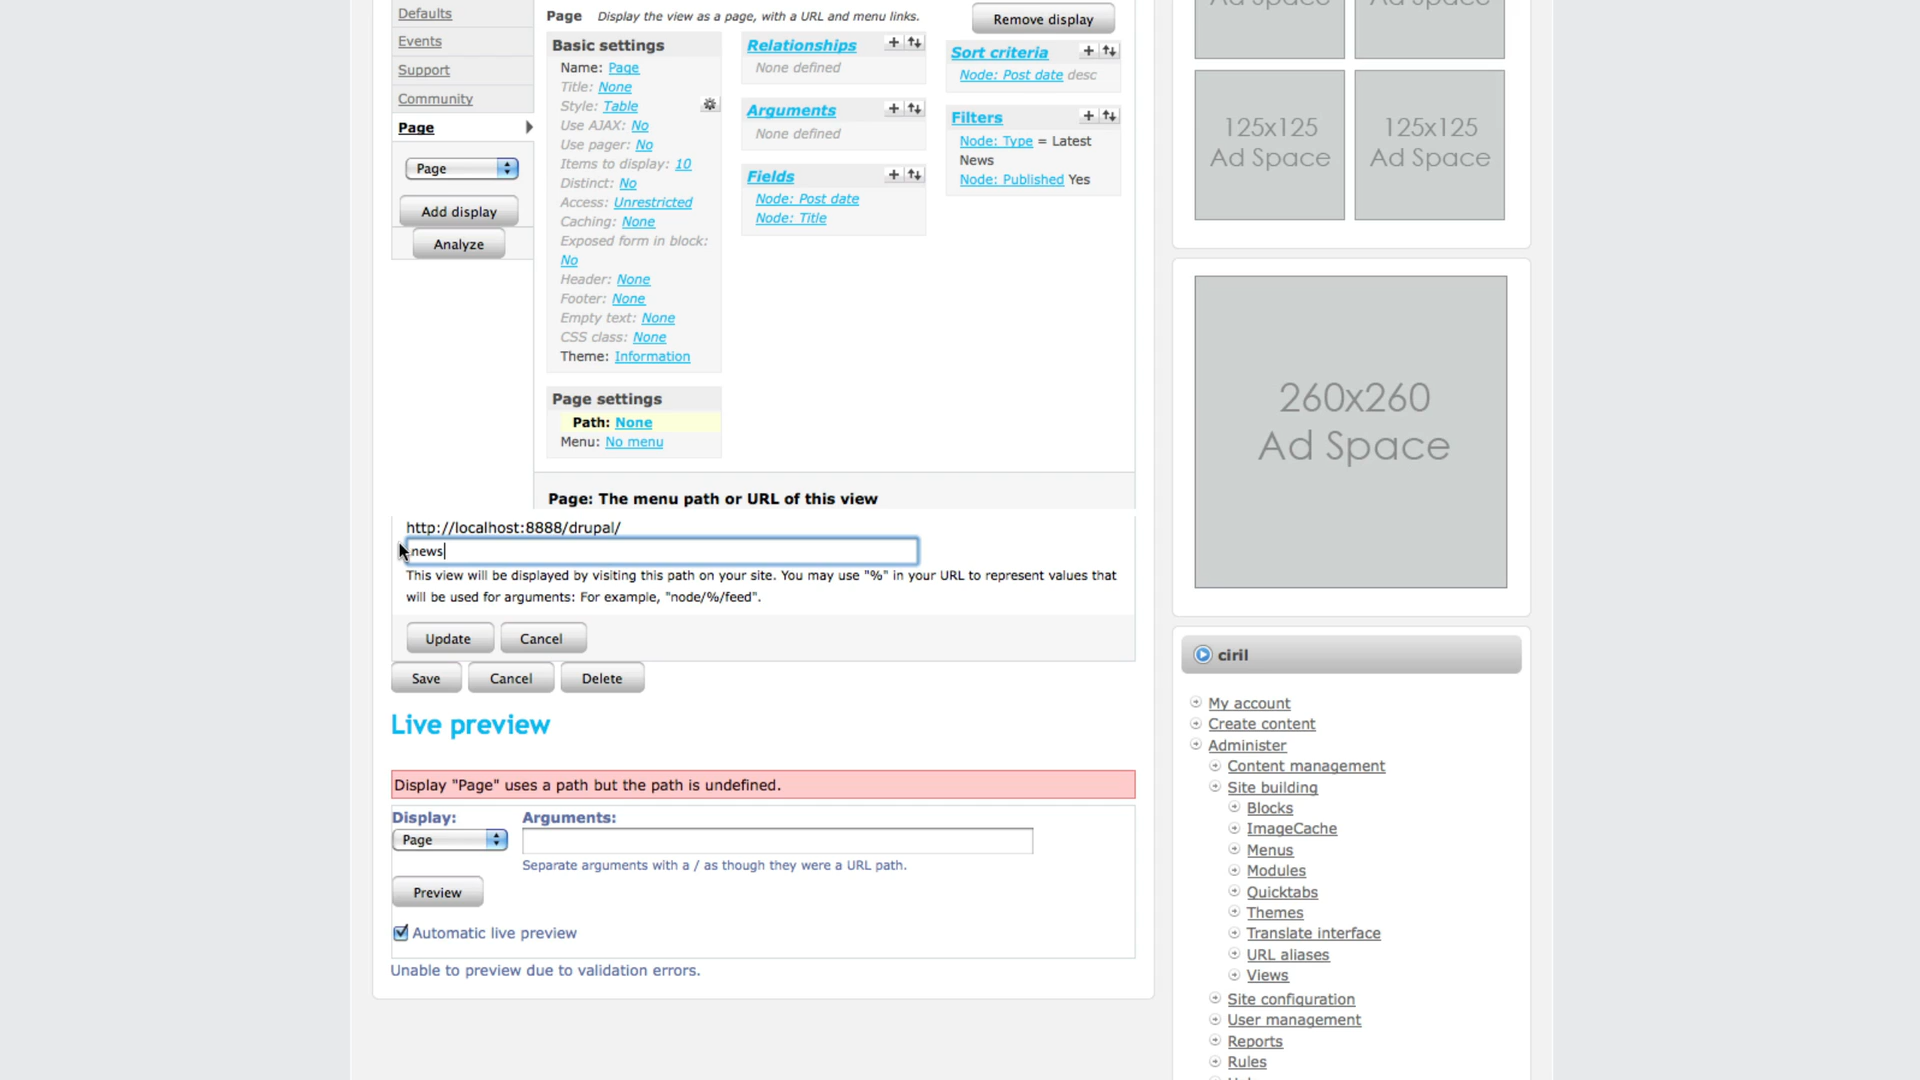 Defaults
Events
Support
Community
Page
Page
Add display
Analyze
Page Display the view as a page, with a URL and menu links.
Remove display
Basic settings
Name: Page
Title: None
Style: Table
Use AJAX: No
Use pager: No
Items to display: 10
Distinct: No
Access: Unrestricted
Caching: None
Exposed form in block:
No
Header: None
Footer: None
Empty text: None
CSS class: None
Theme: Information
Page settings
Path: None
Menu: No menu
Relationships
None defined
Arguments
None defined
Fields
Node: Post date
Node: Title
Sort criteria
Node: Post date desc
Filters
Node: Type = Latest
News
Node: Published Yes
Page: The menu path or URL of this view
http://localhost:8888/drupal/
news
This view will be displayed by visiting this path on your site. You may use "%" in your URL to represent values that
will be used for arguments: For example, "node/%/feed".
Update Cancel
Save Cancel Delete
Live preview
Display "Page" uses a path but the path is undefined.
Display: Arguments:
Page
Separate arguments with a / as though they were a URL path.
Preview
Automatic live preview
Unable to preview due to validation errors.
Ad Space
Ad Space
125x125
Ad Space
125x125
Ad Space
260x260
Ad Space
ciril
My account
Create content
Administer
Content management
Site building
Blocks
ImageCache
Menus
Modules
Quicktabs
Themes
Translate interface
URL aliases
Views
Site configuration
User management
Reports
Rules